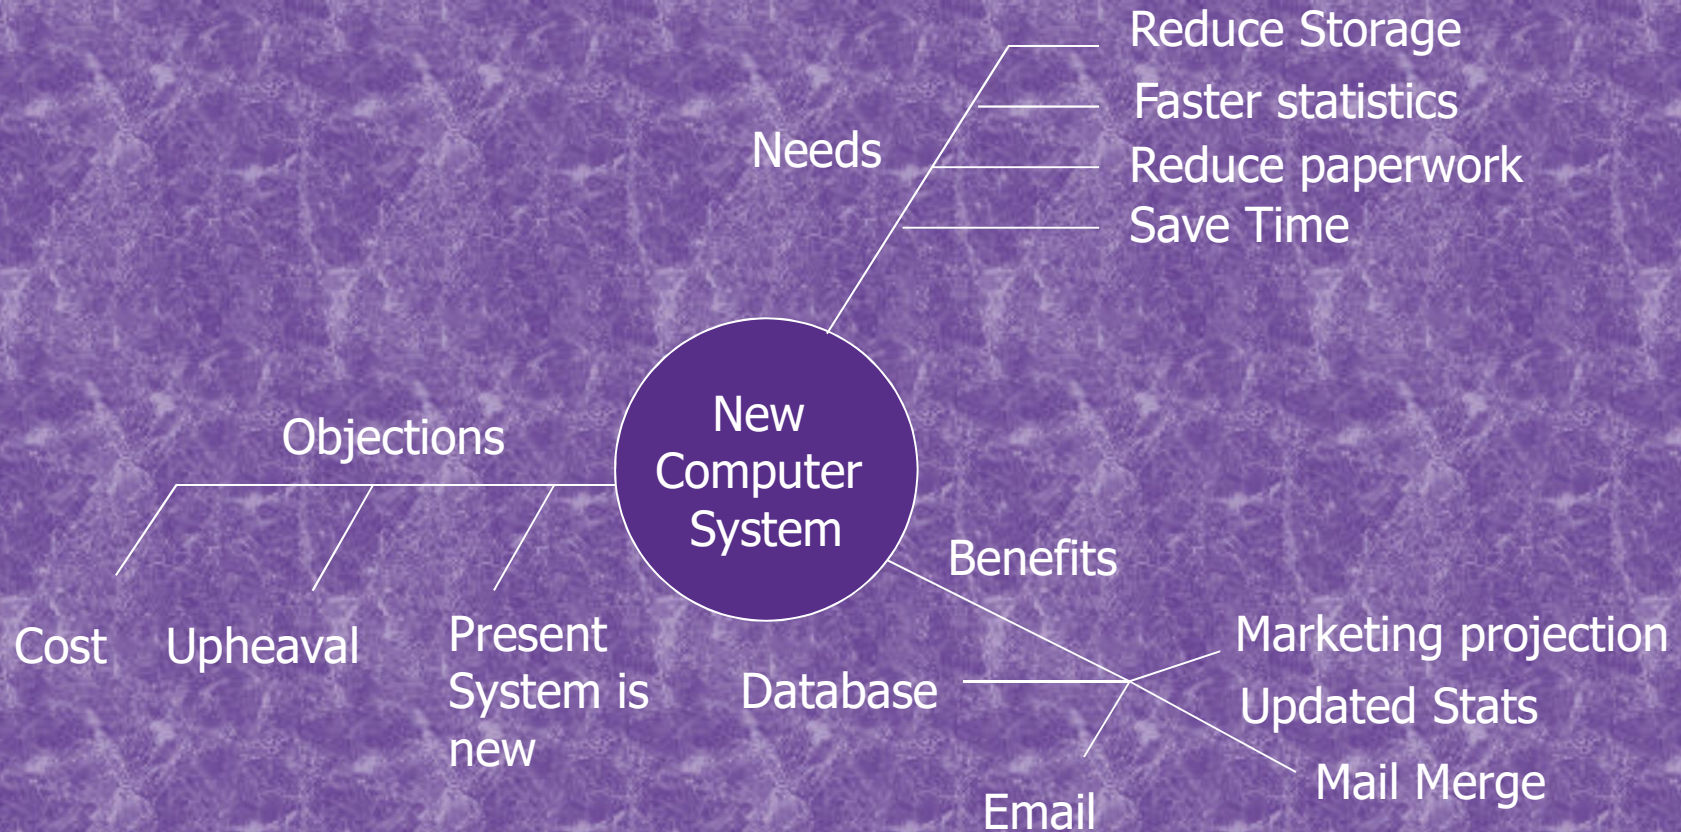 Reduce Storage
Faster statistics
Needs
Reduce paperwork
Save Time
New
Computer
System
Objections
Cost
Upheaval
Present
System is
new
Benefits
Marketing projection
Database
Updated Stats
Mail Merge
Email